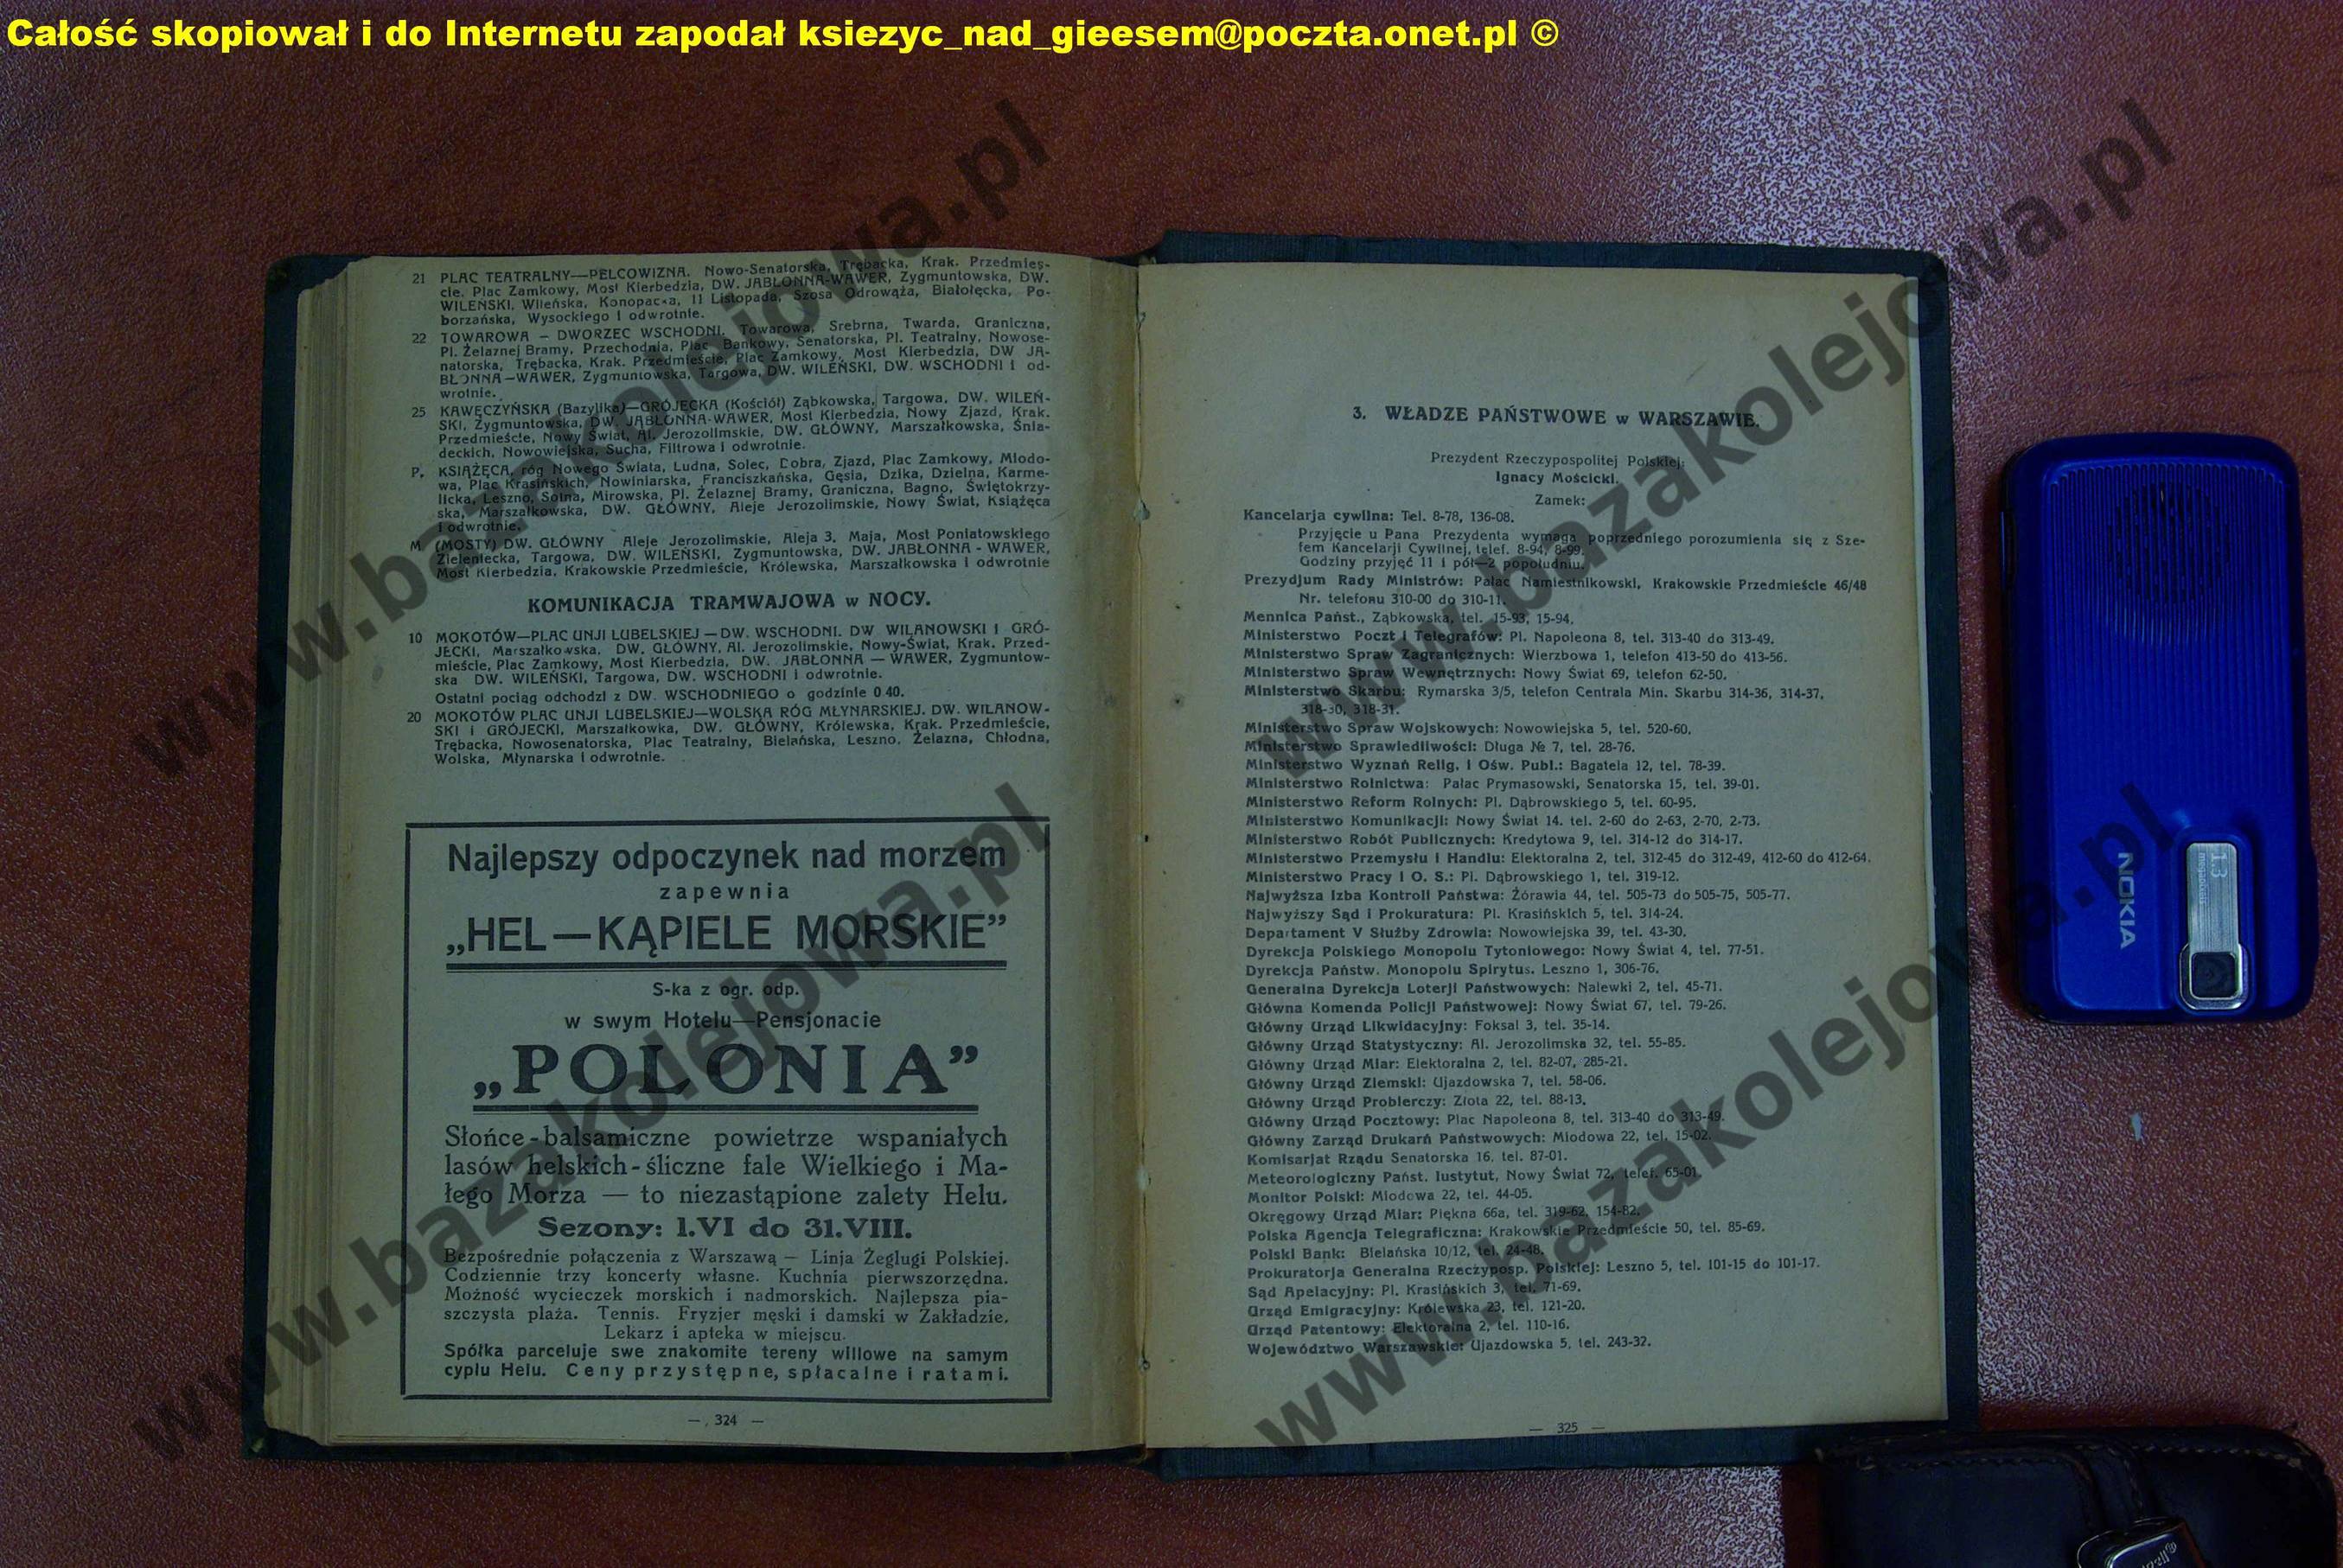 Całość skopiował i do Internetu zapodał ksiezyc_nad_gieesem@poczta.onet.pl ©
21 PLAC TEATRALNY—PELCOWIZNA. Nowo-Senatorska, Trębacka, Krak. Przedmieś-
cie. Plac Zamkowy, Most Kierbedzia, DW. JABŁONNA-WAWER, Zygmuntowska, DW.
WILEŃSKI, Wileńska, Konopacka, 11 Listopada, Szosa Odrowąża, Białołęcka, Po-
borzańska, Wysockiego i odwrotnie.
22 TOWAROWA — DWORZEC WSCHODNI. Towarowa, Srebrna, Twarda, Graniczna,
Pl. Żelaznej Bramy, Przechodnia, Plac Bankowy, Senatorska, Pl. Teatralny, Nowose-
natorska, Trębacka, Krak. Przedmieście, Plac Zamkowy, Most Kierbedzia, DW JA-
BŁONNA—WAWER, Zygmuntowska, Targowa, DW. WILEŃSKI, DW. WSCHODNI i od-
wrotnie.
25 KAWĘCZYŃSKA (Bazylika)—GRÓJECKA (Kościół) Ząbkowska, Targowa, DW. WILEŃ-
SKI, Zygmuntowska, DW. JABŁONNA-WAWER, Most Kierbedzia, Nowy Zjazd, Krak.
Przedmieście, Nowy Świat, Al. Jerozolimskie, DW. GŁÓWNY, Marszałkowska, Śnia-
deckich, Nowowiejska, Sucha, Filtrowa i odwrotnie.
P. KSIĄŻĘCA, róg Nowego Świata, Ludna, Solec, Dobra, Zjazd, Plac Zamkowy, Miodo-
wa, Plac Krasińskich, Nowiniarska, Franciszkańska, Gęsia, Dzika, Dzielna, Karme-
licka, Leszno, Solna, Mirowska, Pl. Żelaznej Bramy, Graniczna, Bagno, Świętokrzy-
ska, Marszałkowska, DW. GŁÓWNY, Aleje Jerozolimskie, Nowy Świat, Książęca
i odwrotnie.
M. (MOSTY) DW. GŁÓWNY Aleje Jerozolimskie, Aleja 3. Maja, Most Poniatowskiego
Zieleniecka, Targowa, DW. WILEŃSKI, Zygmuntowska, DW. JABŁONNA - WAWER,
Most Kierbedzia, Krakowskie Przedmieście, Królewska, Marszałkowska i odwrotnie
KOMUNIKACJA TRAMWAJOWA w NOCY.
10 MOKOTÓW—PLAC UNJI LUBELSKIEJ—DW. WSCHODNI. DW WILANOWSKI i GRÓ-
JECKI, Marszałkowska, DW. GŁÓWNY, Al. Jerozolimskie, Nowy-Świat, Krak. Przed-
mieście, Plac Zamkowy, Most Kierbedzia, DW. JABŁONNA — WAWER, Zygmuntow-
ska DW. WILEŃSKI, Targowa, DW. WSCHODNI i odwrotnie.
Ostatni pociąg odchodzi z DW. WSCHODNIEGO o godzinie 0 40.
20 MOKOTÓW PLAC UNJI LUBELSKIEJ—WOLSKA RÓG MŁYNARSKIEJ. DW. WILANOW-
SKI i GRÓJECKI, Marszałkowka, DW. GŁÓWNY, Królewska, Krak. Przedmieście,
Trębacka, Nowosenatorska, Plac Teatralny, Bielańska, Leszno, Żelazna, Chłodna,
Wolska, Młynarska i odwrotnie.
Najlepszy odpoczynek nad morzem
zapewnia
„HEL—KĄPIELE MORSKIE”
S-ka z ogr. odp.
w swym Hotelu—Pensjonacie
„POLONIA”
Słońce-balsamiczne powietrze wspaniałych
lasów helskich-śliczne fale Wielkiego i Ma-
łego Morza — to niezastąpione zalety Helu.
Sezony: 1.VI do 31.VIII.
Bezpośrednie połączenia z Warszawą — Linja Żeglugi Polskiej.
Codziennie trzy koncerty własne. Kuchnia pierwszorzędna.
Możność wycieczek morskich i nadmorskich. Najlepsza pia-
szczysta plaża. Tennis. Fryzjer męski i damski w Zakładzie.
Lekarz i apteka w miejscu.
Spółka parceluje swe znakomite tereny willowe na samym
cyplu Helu. Ceny przystępne, spłacalne i ratami.
— 324 —
3. WŁADZE PAŃSTWOWE w WARSZAWIE.
Prezydent Rzeczypospolitej Polskiej:
Ignacy Mościcki.
Zamek:
Kancelarja cywilna: Tel. 8-78, 136-08.
Przyjęcie u Pana Prezydenta wymaga poprzedniego porozumienia się z Sze-
fem Kancelarji Cywilnej, telef. 8-94, 8-99.
Godziny przyjęć 11 i pół—2 popołudniu.
Prezydjum Rady Ministrów: Pałac Namiestnikowski, Krakowskie Przedmieście 46/48
Nr. telefonu 310-00 do 310-11.
Mennica Państ., Ząbkowska, tel. 15-93, 15-94.
Ministerstwo Poczt i Telegrafów: Pl. Napoleona 8, tel. 313-40 do 313-49.
Ministerstwo Spraw Zagranicznych: Wierzbowa 1, telefon 413-50 do 413-56.
Ministerstwo Spraw Wewnętrznych: Nowy Świat 69, telefon 62-50.
Ministerstwo Skarbu: Rymarska 3/5, telefon Centrala Min. Skarbu 314-36, 314-37,
318-30, 318-31.
Ministerstwo Spraw Wojskowych: Nowowiejska 5, tel. 520-60.
Ministerstwo Sprawiedliwości: Długa № 7, tel. 28-76.
Ministerstwo Wyznań Relig. i Ośw. Publ.: Bagatela 12, tel. 78-39.
Ministerstwo Rolnictwa: Pałac Prymasowski, Senatorska 15, tel. 39-01.
Ministerstwo Reform Rolnych: Pl. Dąbrowskiego 5, tel. 60-95.
Ministerstwo Komunikacji: Nowy Świat 14. tel. 2-60 do 2-63, 2-70, 2-73.
Ministerstwo Robót Publicznych: Kredytowa 9, tel. 314-12 do 314-17.
Ministerstwo Przemysłu i Handlu: Elektoralna 2, tel. 312-45 do 312-49, 412-60 do 412-64.
Ministerstwo Pracy i O. S.: Pl. Dąbrowskiego 1, tel. 319-12.
Najwyższa Izba Kontroli Państwa: Żórawia 44, tel. 505-73 do 505-75, 505-77.
Najwyższy Sąd i Prokuratura: Pl. Krasińskich 5, tel. 314-24.
Departament V Służby Zdrowia: Nowowiejska 39, tel. 43-30.
Dyrekcja Polskiego Monopolu Tytoniowego: Nowy Świat 4, tel. 77-51.
Dyrekcja Państw. Monopolu Spirytus. Leszno 1, 306-76.
Generalna Dyrekcja Loterji Państwowych: Nalewki 2, tel. 45-71.
Główna Komenda Policji Państwowej: Nowy Świat 67, tel. 79-26.
Główny Urząd Likwidacyjny: Foksal 3, tel. 35-14.
Główny Urząd Statystyczny: Al. Jerozolimska 32, tel. 55-85.
Główny Urząd Miar: Elektoralna 2, tel. 82-07, 285-21.
Główny Urząd Ziemski: Ujazdowska 7, tel. 58-06.
Główny Urząd Probierczy: Złota 22, tel. 88-13.
Główny Urząd Pocztowy: Plac Napoleona 8, tel. 313-40 do 313-49.
Główny Zarząd Drukarń Państwowych: Miodowa 22, tel. 15-02.
Komisarjat Rządu Senatorska 16, tel. 87-01.
Meteorologiczny Państ. Iustytut, Nowy Świat 72, telef. 65-01.
Monitor Polski: Miodowa 22, tel. 44-05.
Okręgowy Urząd Miar: Piękna 66a, tel. 319-62, 154-82.
Polska Agencja Telegraficzna: Krakowskie Przedmieście 50, tel. 85-69.
Polski Bank: Bielańska 10/12, tel. 24-48.
Prokuratorja Generalna Rzeczyposp. Polskiej: Leszno 5, tel. 101-15 do 101-17.
Sąd Apelacyjny: Pl. Krasińskich 3, tel. 71-69.
Urząd Emigracyjny: Królewska 23, tel. 121-20.
Urząd Patentowy: Elektoralna 2, tel. 110-16.
Województwo Warszawskie: Ujazdowska 5, tel. 243-32.
— 325 —
NOKIA
1.3
megapixel
www.bazakolejowa.pl
www.bazakolejowa.pl
www.bazakolejowa.pl
www.bazakolejowa.pl